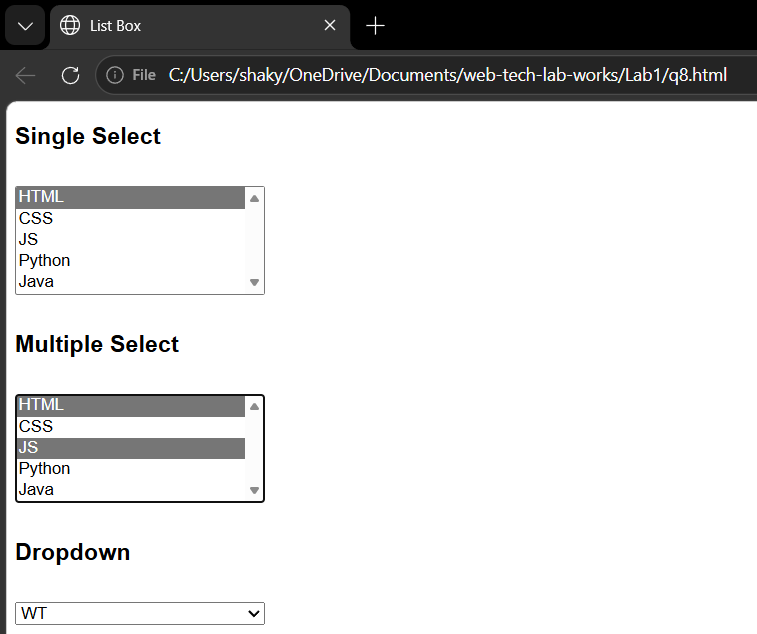 List Box
File C:/Users/shaky/OneDrive/Documents/web-tech-lab-works/Lab1/q8.html
Single Select
HTML
CSS
JS
Python
Java
Multiple Select
HTML
CSS
JS
Python
Java
Dropdown
WT